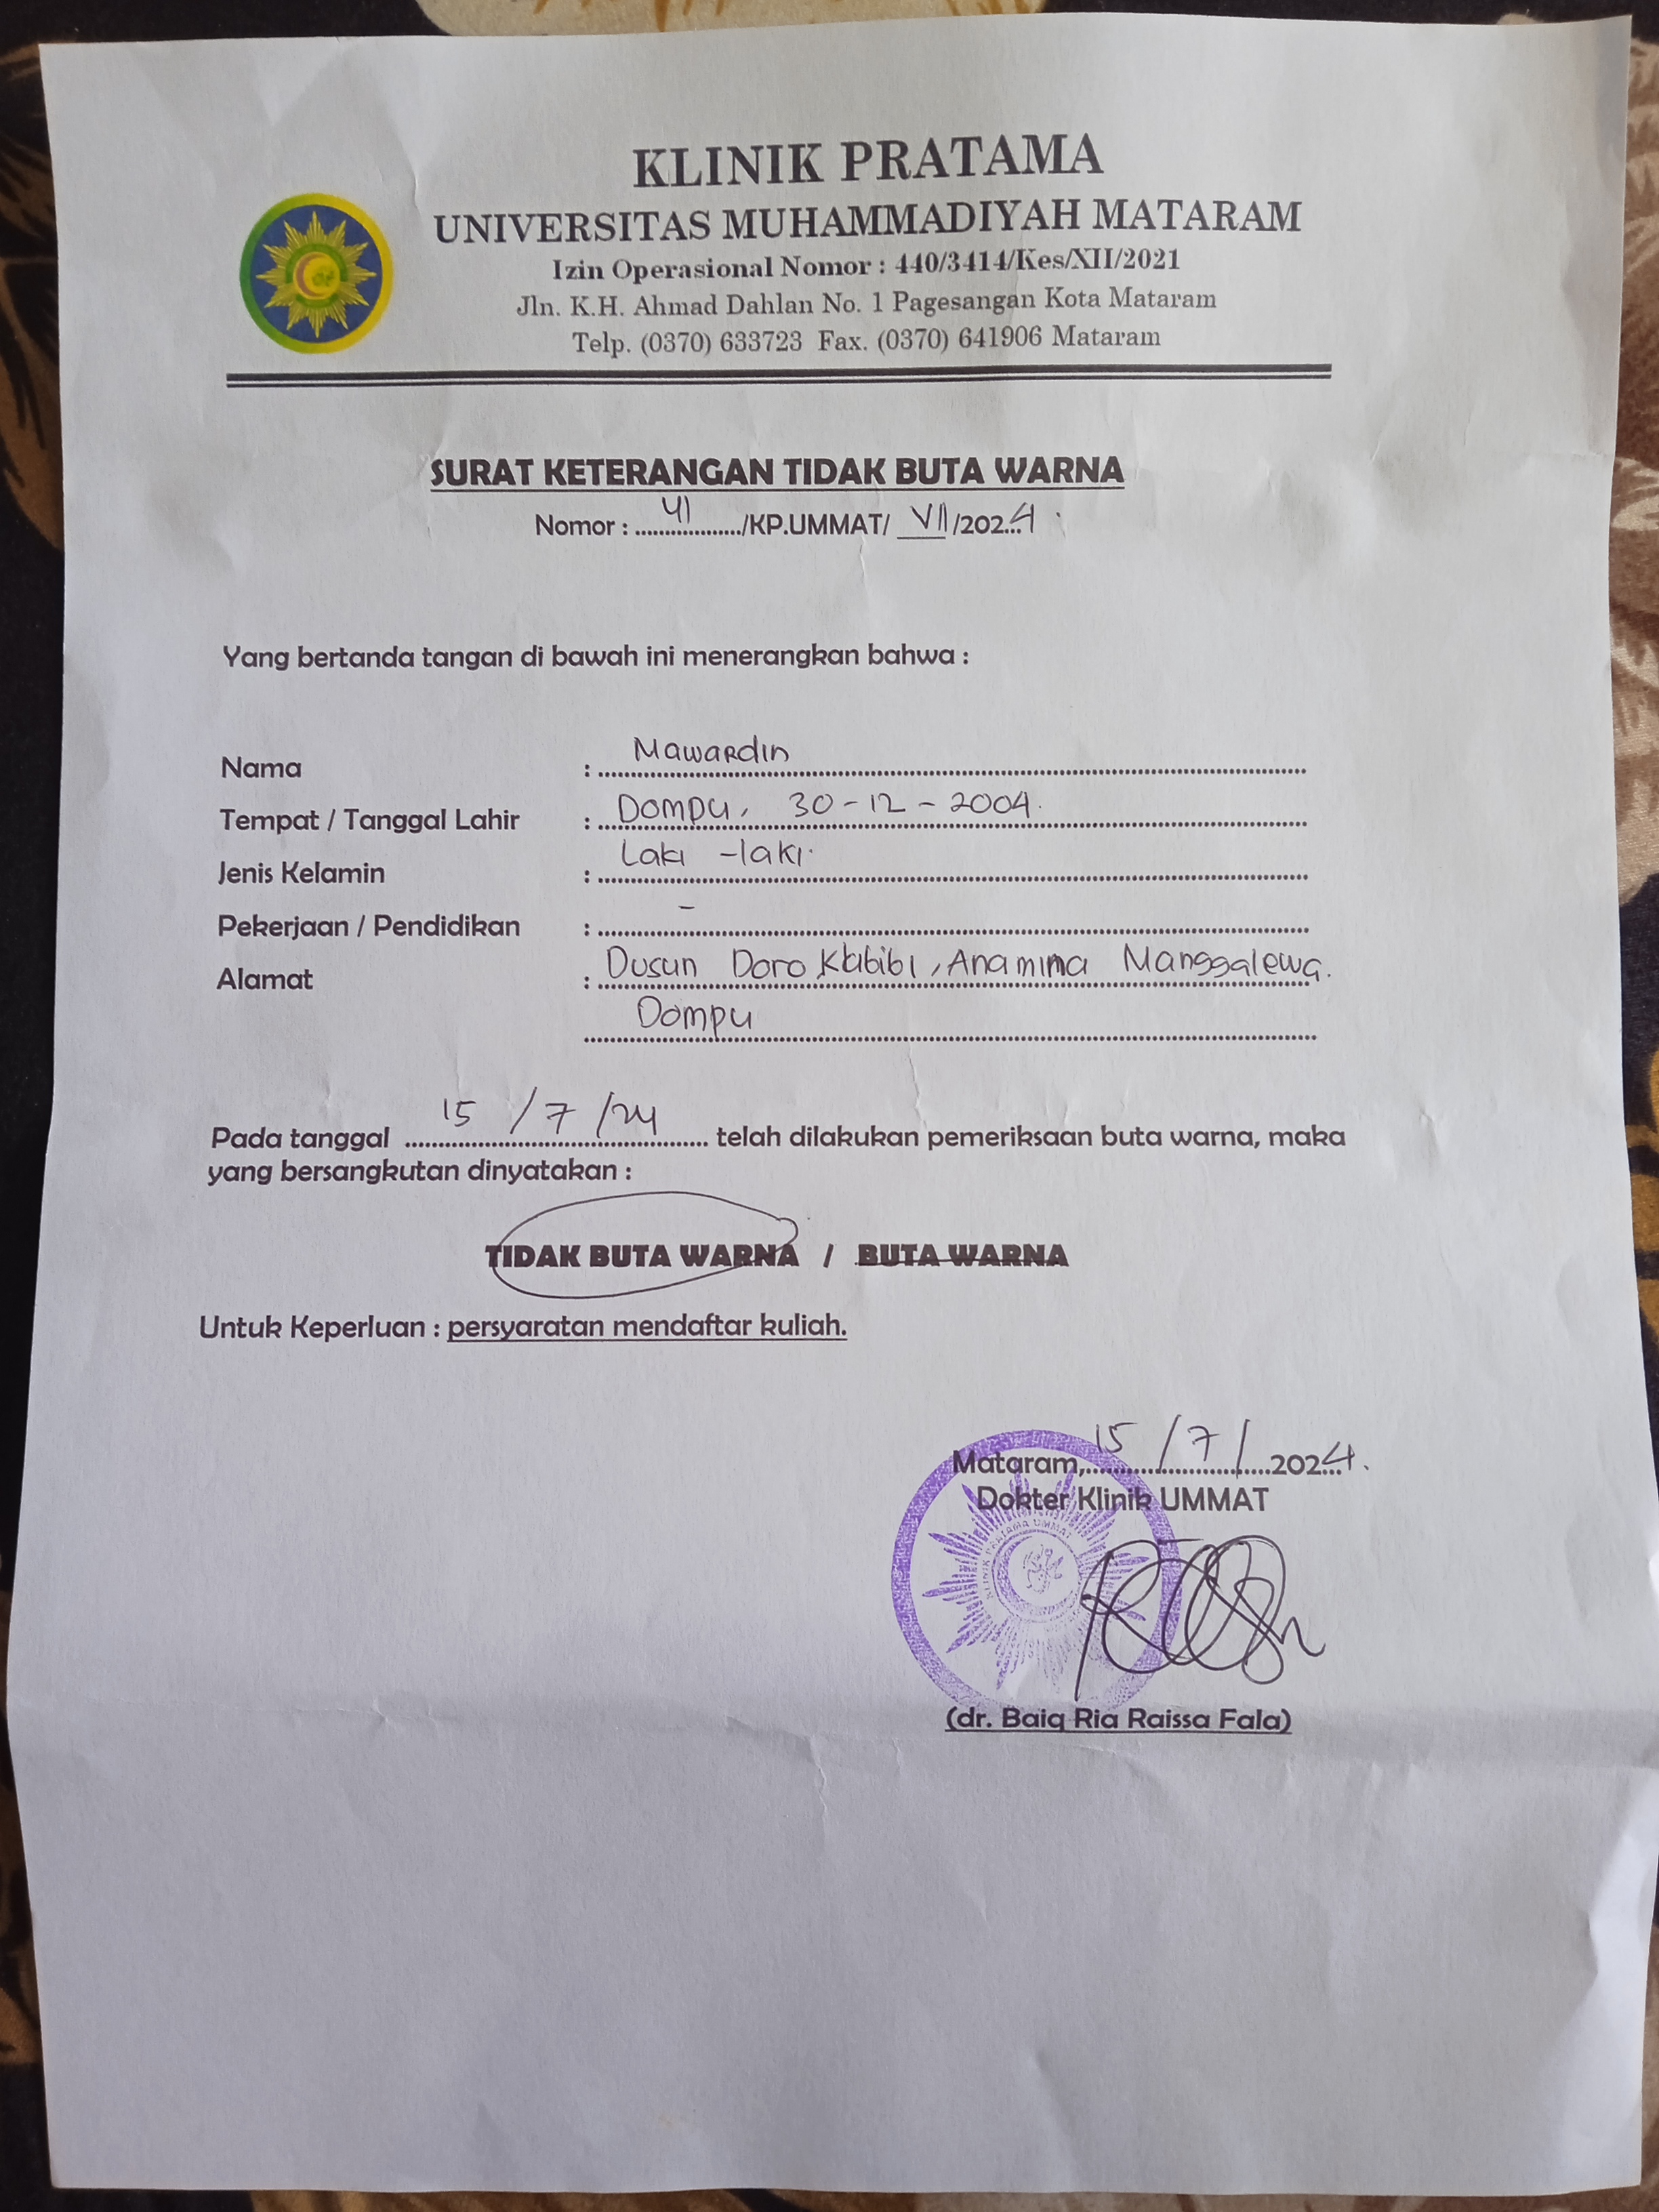 KLINIK PRATAMA
UNIVERSITAS MUHAMMADIYAH MATARAM
Izin Operasional Nomor : 440/3414/Kes/XII/2021
Jln. K.H. Ahmad Dahlan No. 1 Pagesangan Kota Mataram
Telp. (0370) 633723 Fax. (0370) 641906 Mataram
SURAT KETERANGAN TIDAK BUTA WARNA
Nomor : 41 /KP.UMMAT/ VII /2024
Yang bertanda tangan di bawah ini menerangkan bahwa :
Nama : Mawardin
Tempat / Tanggal Lahir : Dompu, 30-12-2004.
Jenis Kelamin : Laki-laki.
Pekerjaan / Pendidikan : -
Alamat : Dusun Doro Kabibi, Anamina Manggalewa.
Dompu
Pada tanggal 15 / 7 / 24 telah dilakukan pemeriksaan buta warna, maka
yang bersangkutan dinyatakan :
TIDAK BUTA WARNA / BUTA WARNA
Untuk Keperluan : persyaratan mendaftar kuliah.
Mataram, 15 / 7 / 2024.
Dokter Klinik UMMAT
KLINIK PRATAMA UMMAT
(dr. Baiq Ria Raissa Fala)